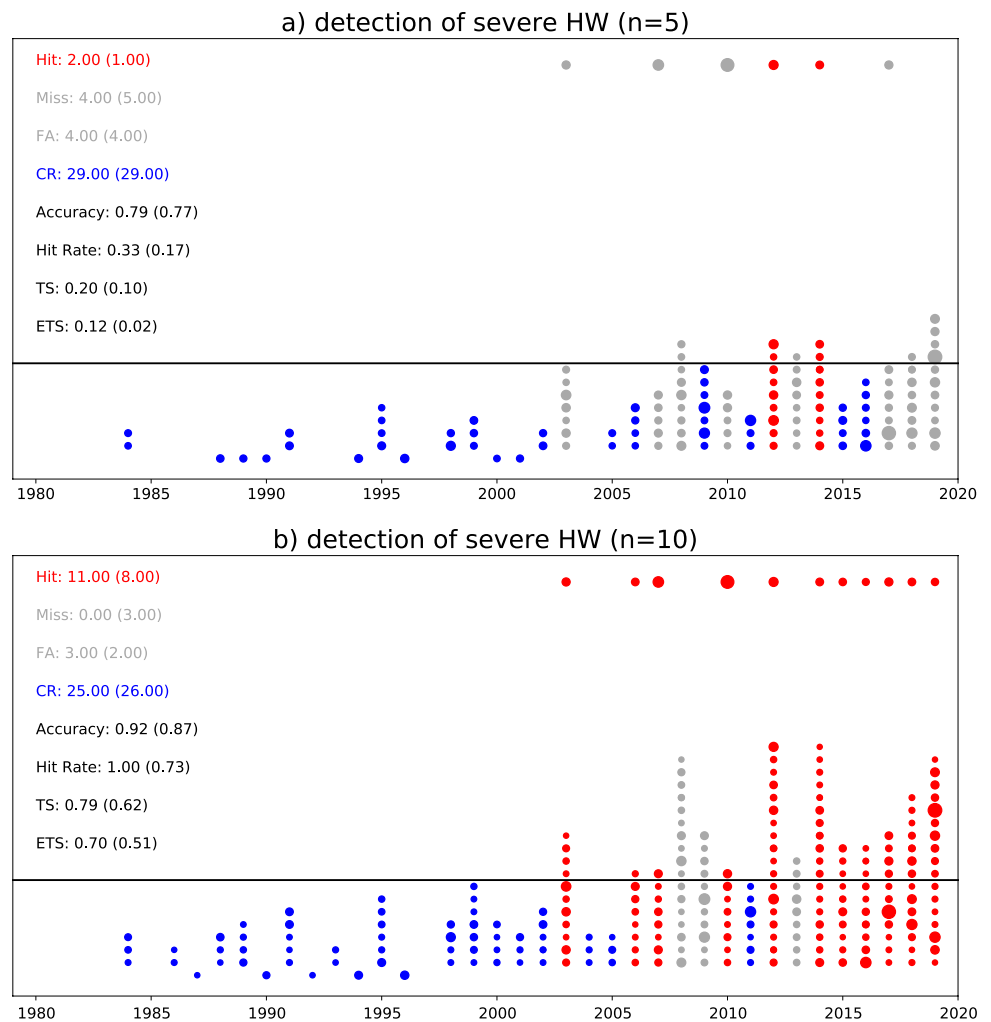 a) detection of severe HW (n=5)
Hit: 2.00 (1.00)
Miss: 4.00 (5.00)
FA: 4.00 (4.00)
CR: 29.00 (29.00)
Accuracy: 0.79 (0.77)
Hit Rate: 0.33 (0.17)
TS: 0.20 (0.10)
ETS: 0.12 (0.02)
1980 1985 1990 1995 2000 2005 2010 2015 2020
b) detection of severe HW (n=10)
Hit: 11.00 (8.00)
Miss: 0.00 (3.00)
FA: 3.00 (2.00)
CR: 25.00 (26.00)
Accuracy: 0.92 (0.87)
Hit Rate: 1.00 (0.73)
TS: 0.79 (0.62)
ETS: 0.70 (0.51)
1980 1985 1990 1995 2000 2005 2010 2015 2020